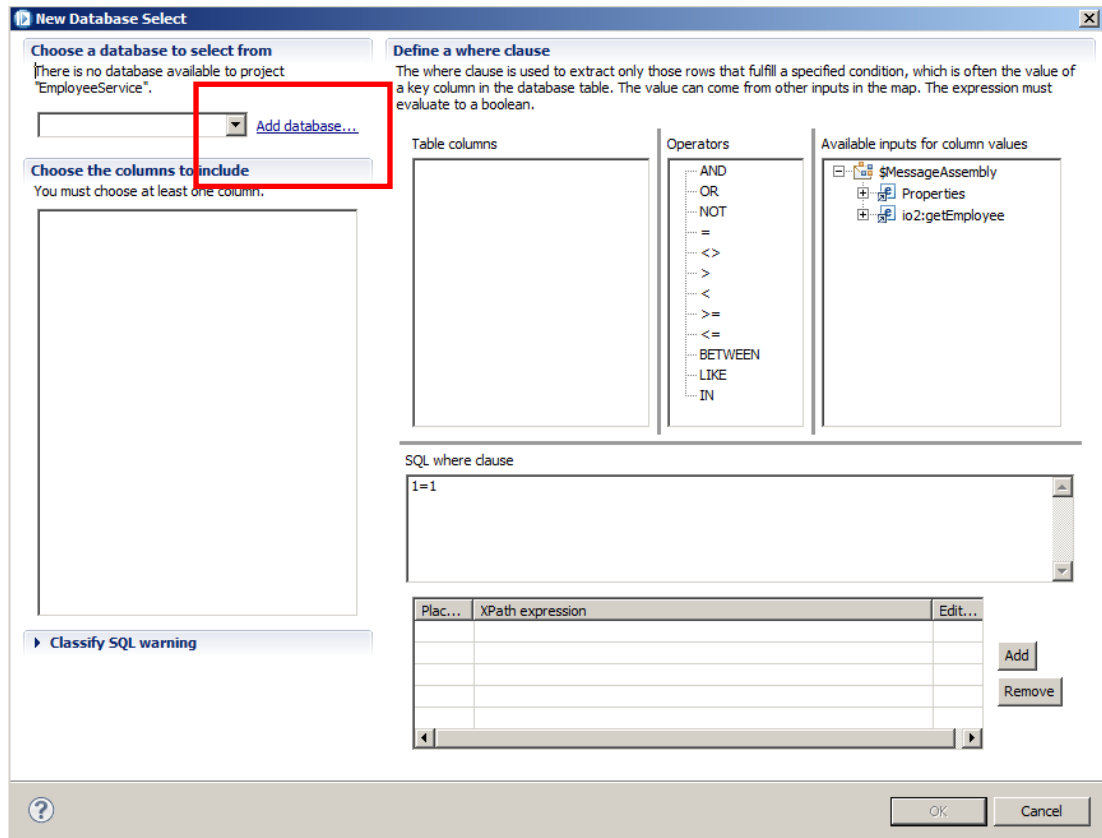 New Database Select
Choose a database to select from
There is no database available to project
"EmployeeService".
Add database...
Choose the columns to include
You must choose at least one column.
Classify SQL warning
Define a where clause
The where clause is used to extract only those rows that fulfill a specified condition, which is often the value of
a key column in the database table. The value can come from other inputs in the map. The expression must
evaluate to a boolean.
Table columns
Operators
AND
OR
NOT
=
<>
>
<
>=
<=
BETWEEN
LIKE
IN
Available inputs for column values
$MessageAssembly
Properties
io2:getEmployee
SQL where clause
1=1
Plac... XPath expression Edit...
Add
Remove
OK Cancel